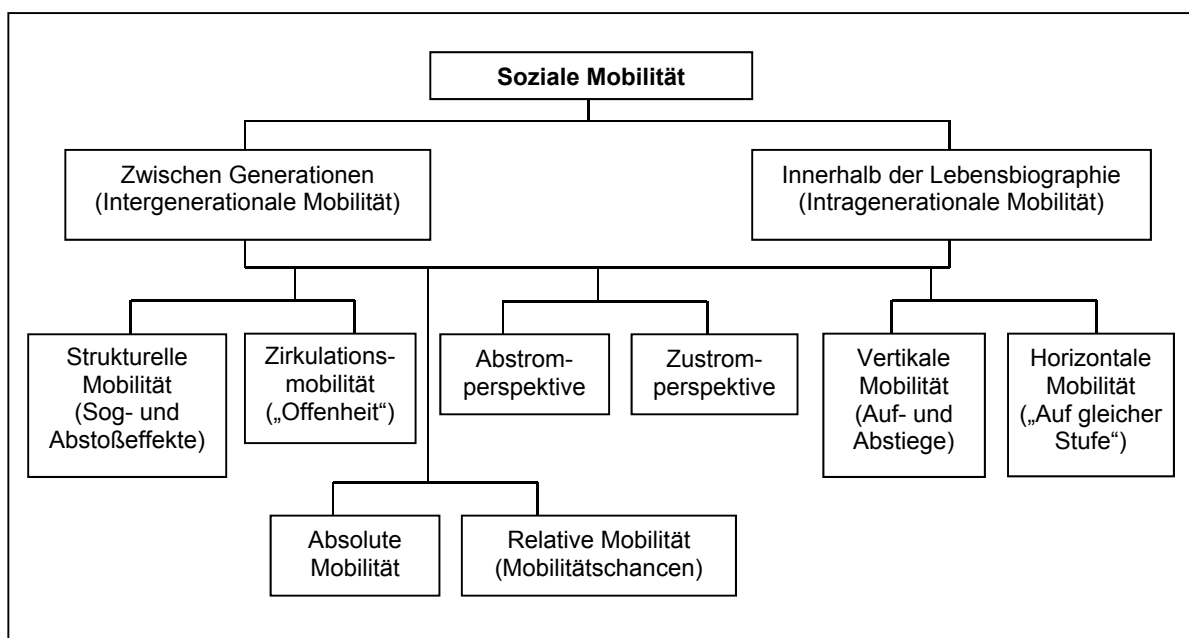 Soziale Mobilität
Zwischen Generationen
(Intergenerationale Mobilität)
Innerhalb der Lebensbiographie
(Intragenerationale Mobilität)
Strukturelle
Mobilität
(Sog- und
Abstoßeffekte)
Zirkulations-
mobilität
(„Offenheit“)
Abstrom-
perspektive
Zustrom-
perspektive
Vertikale
Mobilität
(Auf- und
Abstiege)
Horizontale
Mobilität
(„Auf gleicher
Stufe“)
Absolute
Mobilität
Relative Mobilität
(Mobilitätschancen)